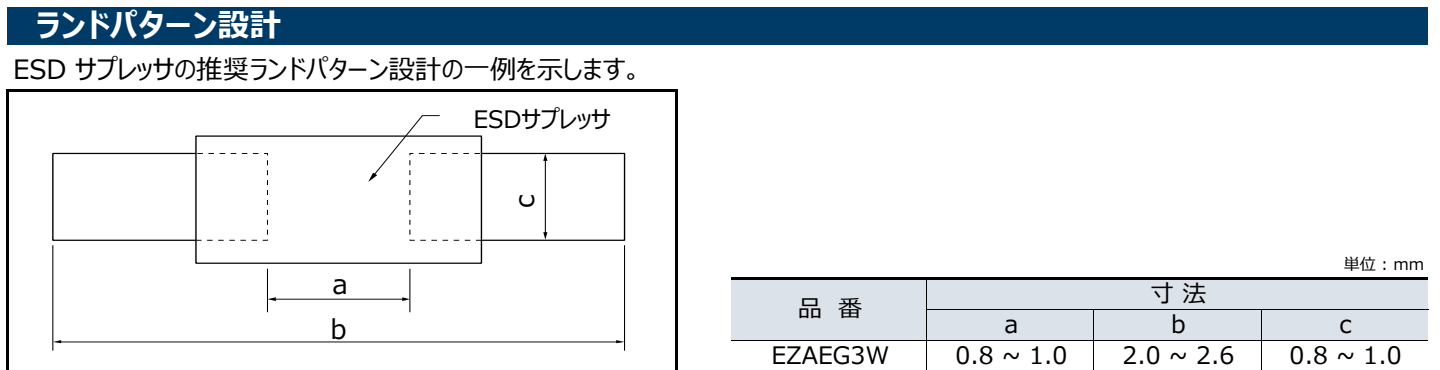 ランドパターン設計
ESD サプレッサの推奨ランドパターン設計の一例を示します。
ESDサプレッサ
c
a
b
単位：mm
品 番 寸 法
a b c
EZAEG3W 0.8 ~ 1.0 2.0 ~ 2.6 0.8 ~ 1.0